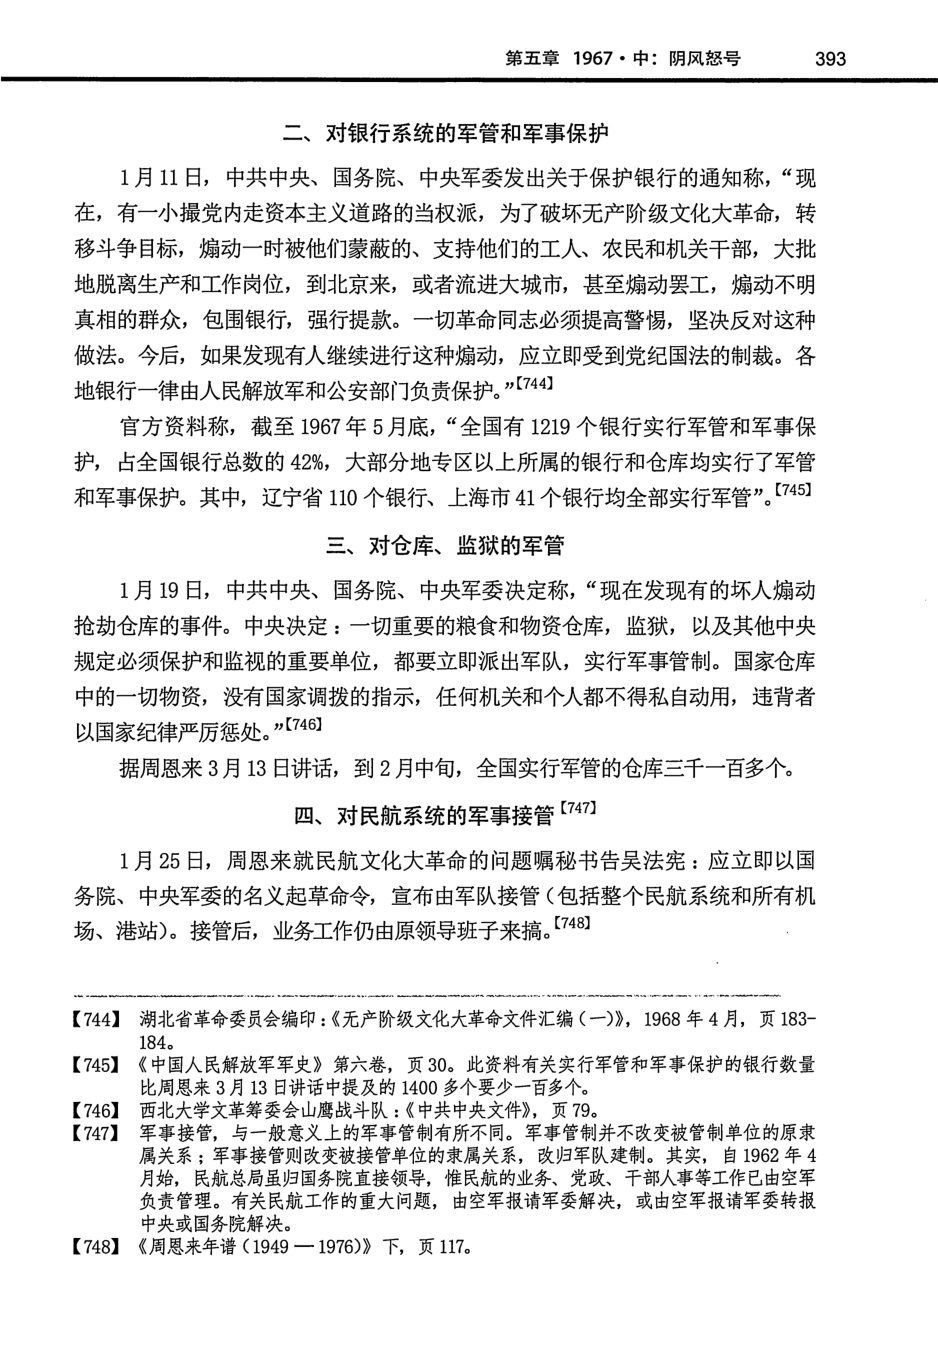 第五章 1967·中：阴风怒号 393
二、对银行系统的军管和军事保护
1月11日，中共中央、国务院、中央军委发出关于保护银行的通知称，“现
在，有一小撮党内走资本主义道路的当权派，为了破坏无产阶级文化大革命，转
移斗争目标，煽动一时被他们蒙蔽的、支持他们的工人、农民和机关干部，大批
地脱离生产和工作岗位，到北京来，或者流进大城市，甚至煽动罢工，煽动不明
真相的群众，包围银行，强行提款。一切革命同志必须提高警惕，坚决反对这种
做法。今后，如果发现有人继续进行这种煽动，应立即受到党纪国法的制裁。各
地银行一律由人民解放军和公安部门负责保护。”【744】
官方资料称，截至1967年5月底，“全国有1219个银行实行军管和军事保
护，占全国银行总数的42%，大部分地专区以上所属的银行和仓库均实行了军管
和军事保护。其中，辽宁省110个银行、上海市41个银行均全部实行军管”。【745】
三、对仓库、监狱的军管
1月19日，中共中央、国务院、中央军委决定称，“现在发现有的坏人煽动
抢劫仓库的事件。中央决定：一切重要的粮食和物资仓库，监狱，以及其他中央
规定必须保护和监视的重要单位，都要立即派出军队，实行军事管制。国家仓库
中的一切物资，没有国家调拨的指示，任何机关和个人都不得私自动用，违背者
以国家纪律严厉惩处。”【746】
据周恩来3月13日讲话，到2月中旬，全国实行军管的仓库三千一百多个。
四、对民航系统的军事接管【747】
1月25日，周恩来就民航文化大革命的问题嘱秘书告吴法宪：应立即以国
务院、中央军委的名义起草命令，宣布由军队接管（包括整个民航系统和所有机
场、港站）。接管后，业务工作仍由原领导班子来搞。【748】
【744】 湖北省革命委员会编印：《无产阶级文化大革命文件汇编（一）》，1968年4月，页183-
184。
【745】 《中国人民解放军军史》第六卷，页30。此资料有关实行军管和军事保护的银行数量
比周恩来3月13日讲话中提及的1400多个要少一百多个。
【746】 西北大学文革筹委会山鹰战斗队：《中共中央文件》，页79。
【747】 军事接管，与一般意义上的军事管制有所不同。军事管制并不改变被管制单位的原隶
属关系；军事接管则改变被接管单位的隶属关系，改归军队建制。其实，自1962年4
月始，民航总局虽归国务院直接领导，惟民航的业务、党政、干部人事等工作已由空军
负责管理。有关民航工作的重大问题，由空军报请军委解决，或由空军报请军委转报
中央或国务院解决。
【748】 《周恩来年谱（1949—1976）》下，页117。